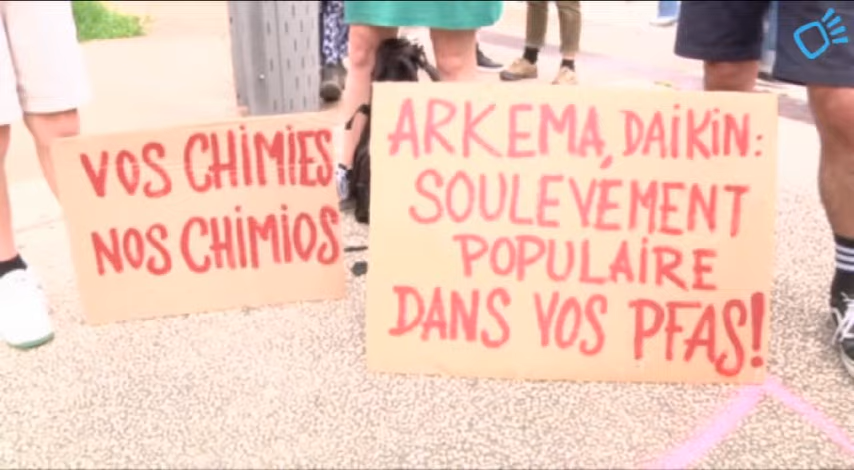 VOS CHiMiES
NOS CHiMiOS
ARKEMA, DAiKiN:
SOULEVEMENT
POPULAiRE
DANS VOS PFAS!